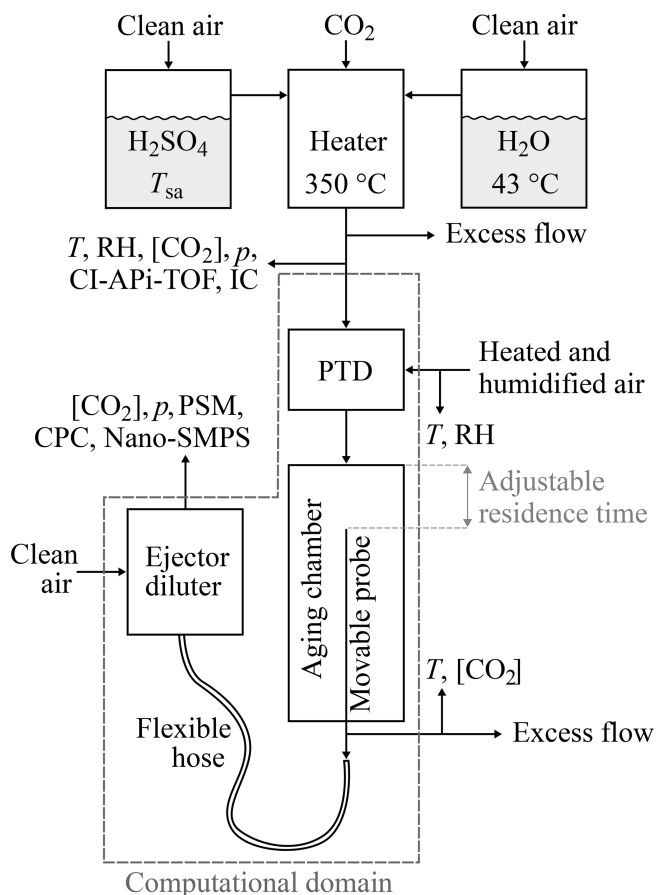 Clean air
CO₂
Clean air
H₂SO₄
Tsa
Heater
350 °C
H₂O
43 °C
Excess flow
T, RH, [CO₂], p,
CI-APi-TOF, IC
PTD
Heated and
humidified air
T, RH
[CO₂], p, PSM,
CPC, Nano-SMPS
Adjustable
residence time
Clean
air
Ejector
diluter
Aging chamber
Movable probe
T, [CO₂]
Flexible
hose
Excess flow
Computational domain